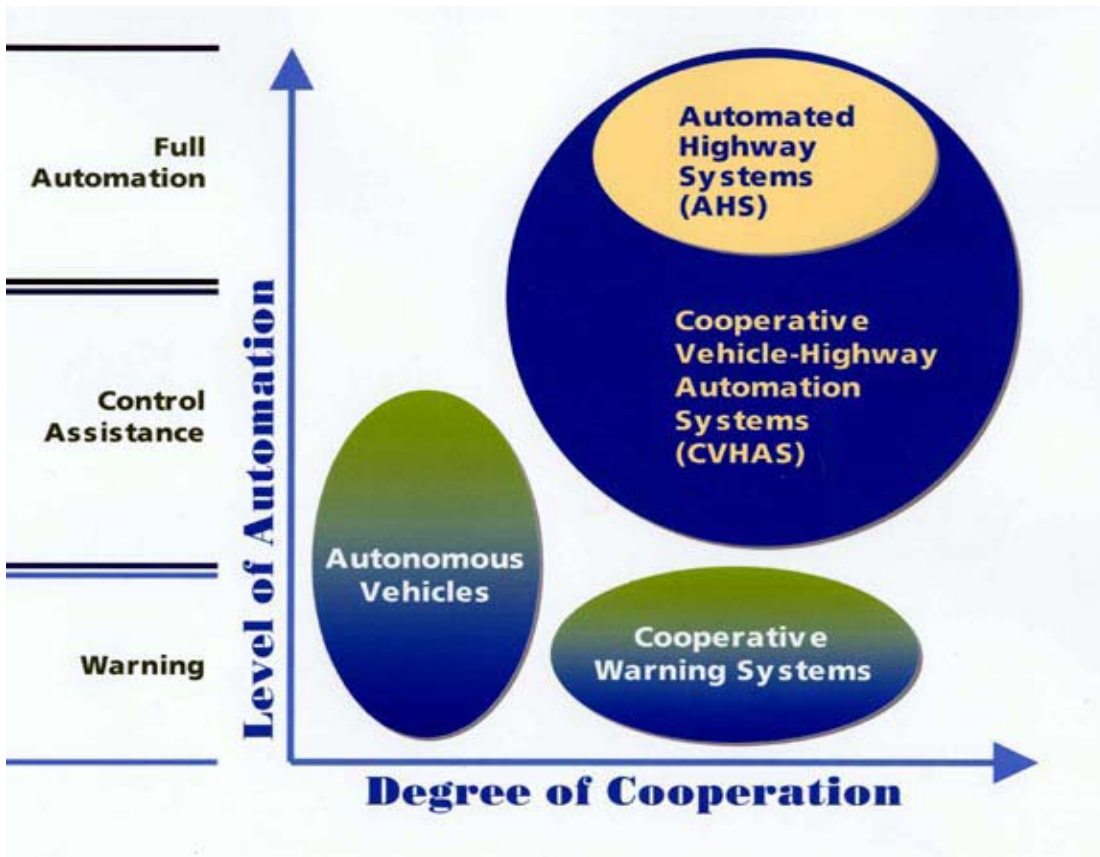 Full
Automation
Control
Assistance
Warning
Level of Automation
Automated
Highway
Systems
(AHS)
Cooperative
Vehicle-Highway
Automation
Systems
(CVHAS)
Autonomous
Vehicles
Cooperative
Warning Systems
Degree of Cooperation